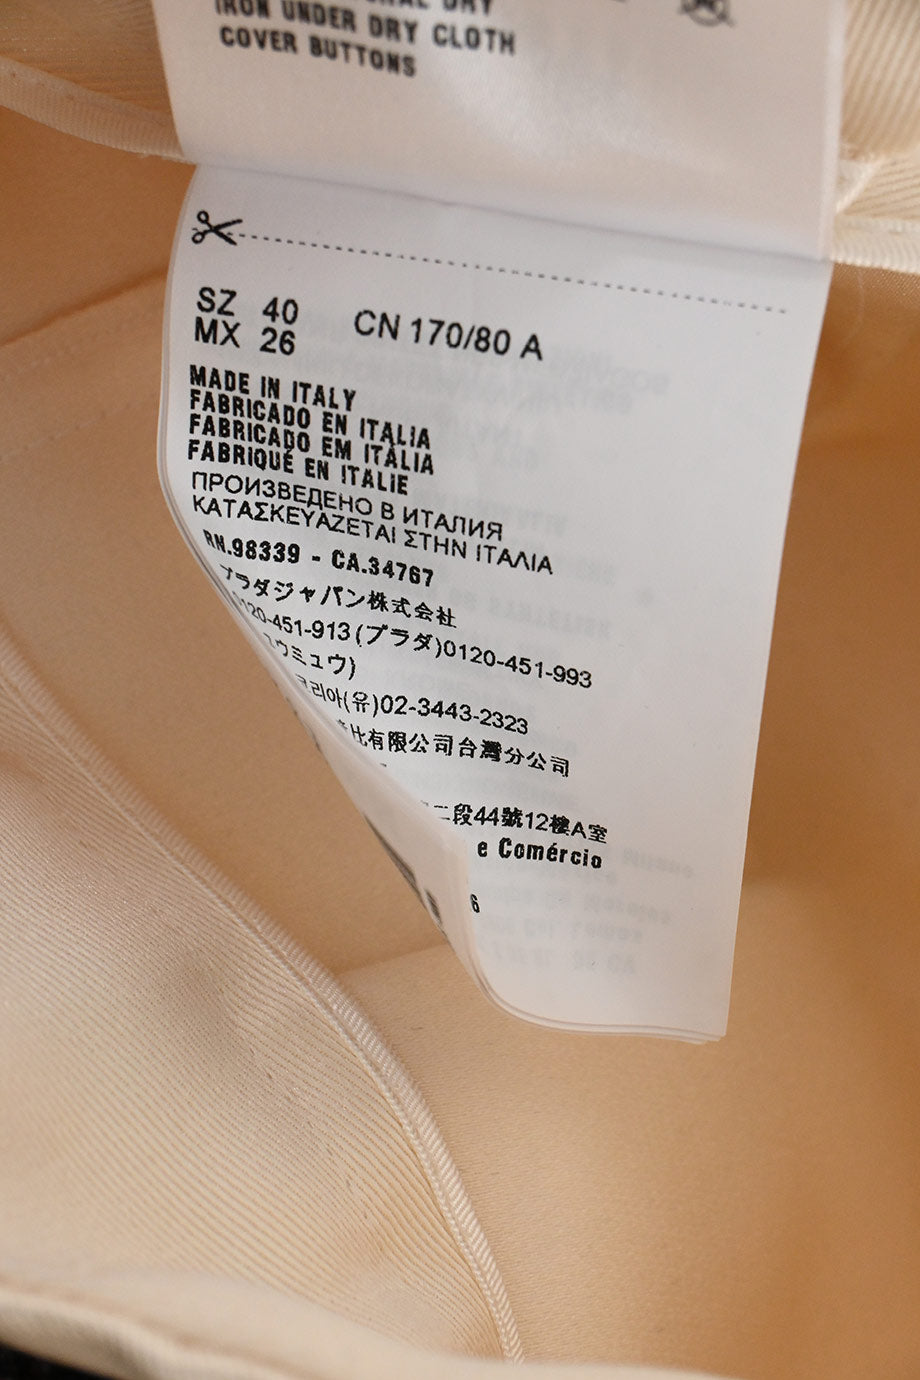 IRON UNDER DRY CLOTH
COVER BUTTONS
SZ 40 CN 170/80 A
MX 26
MADE IN ITALY
FABRICADO EN ITALIA
FABRICADO EM ITÁLIA
FABRIQUÉ EN ITALIE
ПРОИЗВЕДЕНО В ИТАЛИЯ
ΚΑΤΑΣΚΕΥΑΖΕΤΑΙ ΣΤΗΝ ΙΤΑΛΙΑ
RN.98339 - CA.34767
プラダジャパン株式会社
0120-451-913 (プラダ)0120-451-993
ュウミュウ)
코리아(유)02-3443-2323
比有限公司台灣分公司
二段44號12樓A室
e Comércio
6